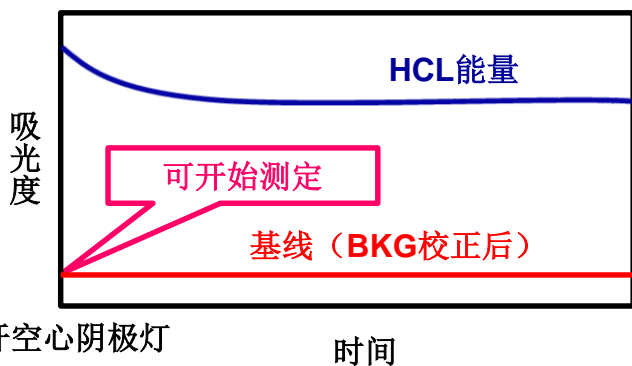 HCL能量
吸光度
可开始测定
基线（BKG校正后）
开空心阴极灯
时间